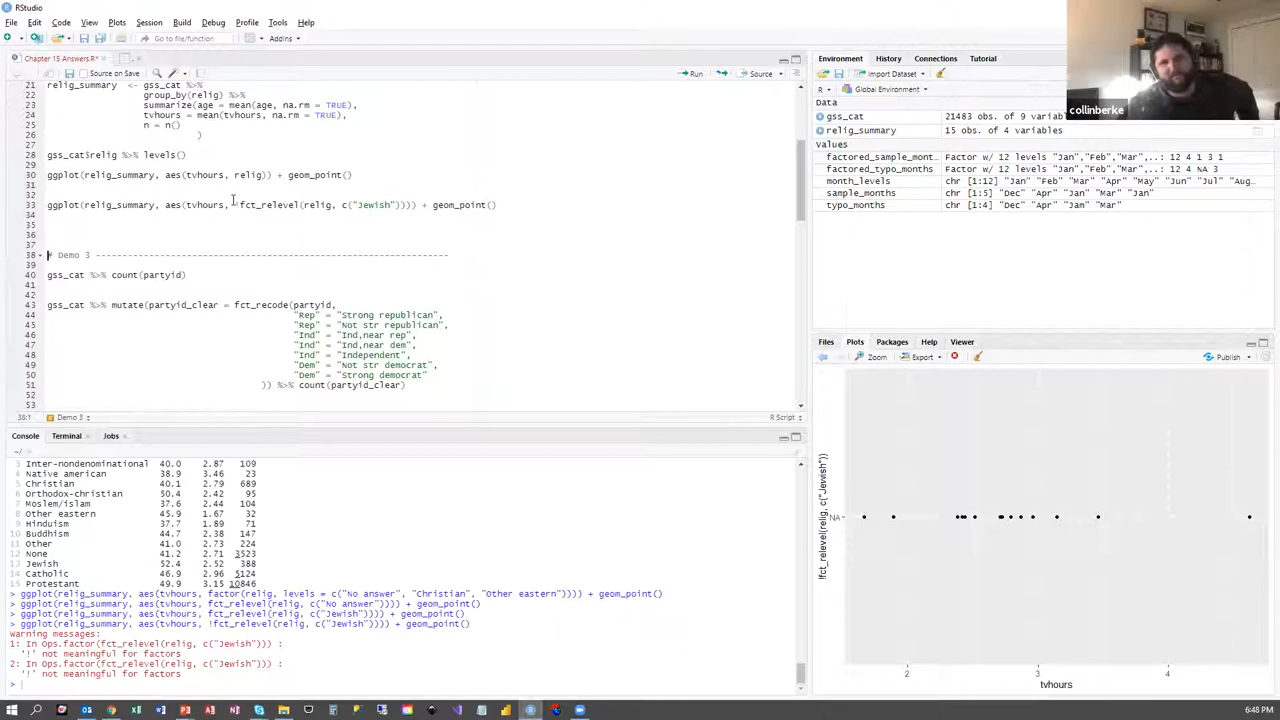 RStudio
File Edit Code View Plots Session Build Debug Profile Tools Help
Go to file/function Addins
Chapter 15 Answers.R*
Source on Save Run Source
21 relig_summary <- gss_cat %>%
22 group_by(relig) %>%
23 summarize(age = mean(age, na.rm = TRUE),
24 tvhours = mean(tvhours, na.rm = TRUE),
25 n = n()
26 )
27
28 gss_cat$relig %>% levels()
29
30 ggplot(relig_summary, aes(tvhours, relig)) + geom_point()
31
32
33 ggplot(relig_summary, aes(tvhours, fct_relevel(relig, c("Jewish")))) + geom_point()
34
35
36
37
38 # Demo 3 ----------------------------------------------------------------------
39
40 gss_cat %>% count(partyid)
41
42
43 gss_cat %>% mutate(partyid_clear = fct_recode(partyid,
44 "Rep" = "Strong republican",
45 "Rep" = "Not str republican",
46 "Ind" = "Ind,near rep",
47 "Ind" = "Ind,near dem",
48 "Ind" = "Independent",
49 "Dem" = "Not str democrat",
50 "Dem" = "Strong democrat"
51 )) %>% count(partyid_clear)
52
53
38:1 Demo 3 R Script
Console Terminal Jobs
~/
3 Inter-nondenominational 40.0 2.87 109
4 Native american 38.9 3.46 23
5 Christian 40.1 2.79 689
6 Orthodox-christian 50.4 2.42 95
7 Moslem/islam 37.6 2.44 104
8 Other eastern 45.9 1.67 32
9 Hinduism 37.7 1.89 71
10 Buddhism 44.7 2.38 147
11 Other 41.0 2.73 224
12 None 41.2 2.71 3523
13 Jewish 52.4 2.52 388
14 Catholic 46.9 2.96 5124
15 Protestant 49.9 3.15 10846
> ggplot(relig_summary, aes(tvhours, factor(relig, levels = c("No answer", "Christian", "Other eastern")))) + geom_point()
> ggplot(relig_summary, aes(tvhours, fct_relevel(relig, c("No answer")))) + geom_point()
> ggplot(relig_summary, aes(tvhours, fct_relevel(relig, c("Jewish")))) + geom_point()
> ggplot(relig_summary, aes(tvhours, !fct_relevel(relig, c("Jewish")))) + geom_point()
Warning messages:
1: In Ops.factor(fct_relevel(relig, c("Jewish"))) :
'!' not meaningful for factors
2: In Ops.factor(fct_relevel(relig, c("Jewish"))) :
'!' not meaningful for factors
>
Environment History Connections Tutorial
Import Dataset
R Global Environment
Data
gss_cat 21483 obs. of 9 variab
relig_summary 15 obs. of 4 variables
Values
factored_sample_mont… Factor w/ 12 levels "Jan","Feb","Mar",..: 12 4 1 3 1
factored_typo_months Factor w/ 12 levels "Jan","Feb","Mar",..: 12 4 NA 3
month_levels chr [1:12] "Jan" "Feb" "Mar" "Apr" "May" "Jun" "Jul" "Aug…
sample_months chr [1:5] "Dec" "Apr" "Jan" "Mar" "Jan"
typo_months chr [1:4] "Dec" "Apr" "Jam" "Mar"
collinberke
Files Plots Packages Help Viewer
Zoom Export Publish
!fct_relevel(relig, c("Jewish"))
NA
2 3 4
tvhours
6:48 PM